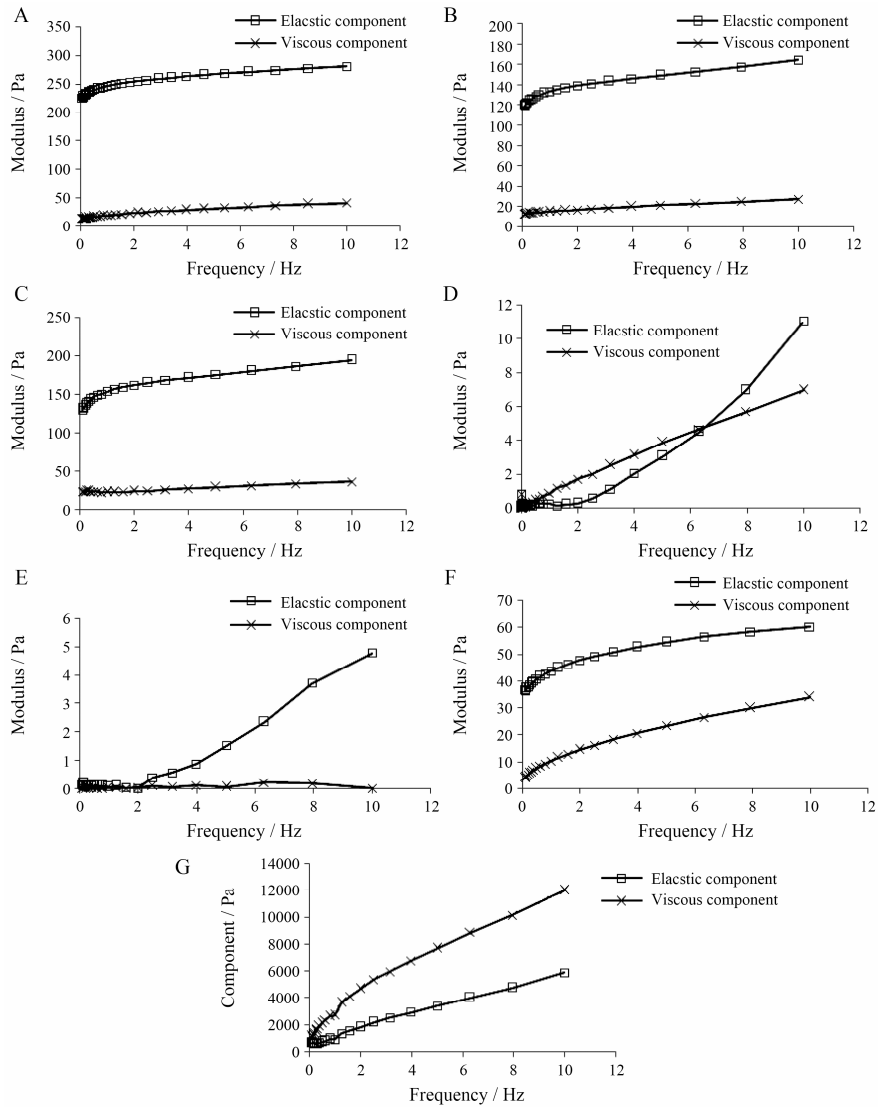 A
Elacstic component
Viscous component
Modulus / Pa
350
300
250
200
150
100
50
0
0 2 4 6 8 10 12
Frequency / Hz
B
Elacstic component
Viscous component
Modulus / Pa
200
180
160
140
120
100
80
60
40
20
0
0 2 4 6 8 10 12
Frequency / Hz
C
Elacstic component
Viscous component
Modulus / Pa
250
200
150
100
50
0
0 2 4 6 8 10 12
Frequency / Hz
D
Elacstic component
Viscous component
Modulus / Pa
12
10
8
6
4
2
0
0 2 4 6 8 10 12
Frequency / Hz
E
Elacstic component
Viscous component
Modulus / Pa
6
5
4
3
2
1
0
0 2 4 6 8 10 12
Frequency / Hz
F
Elacstic component
Viscous component
Modulus / Pa
70
60
50
40
30
20
10
0
0 2 4 6 8 10 12
Frequency / Hz
G
Elacstic component
Viscous component
Component / Pa
14000
12000
10000
8000
6000
4000
2000
0
0 2 4 6 8 10 12
Frequency / Hz